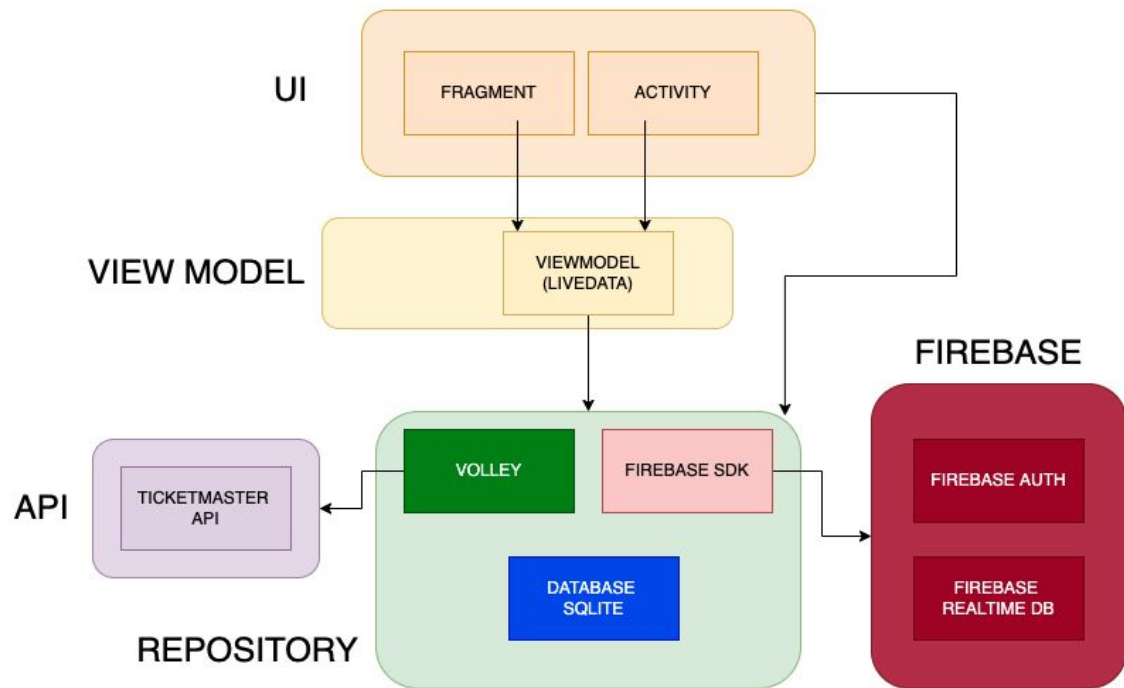 UI
FRAGMENT
ACTIVITY
VIEW MODEL
VIEWMODEL
(LIVEDATA)
FIREBASE
API
TICKETMASTER
API
VOLLEY
FIREBASE SDK
DATABASE
SQLITE
REPOSITORY
FIREBASE AUTH
FIREBASE
REALTIME DB